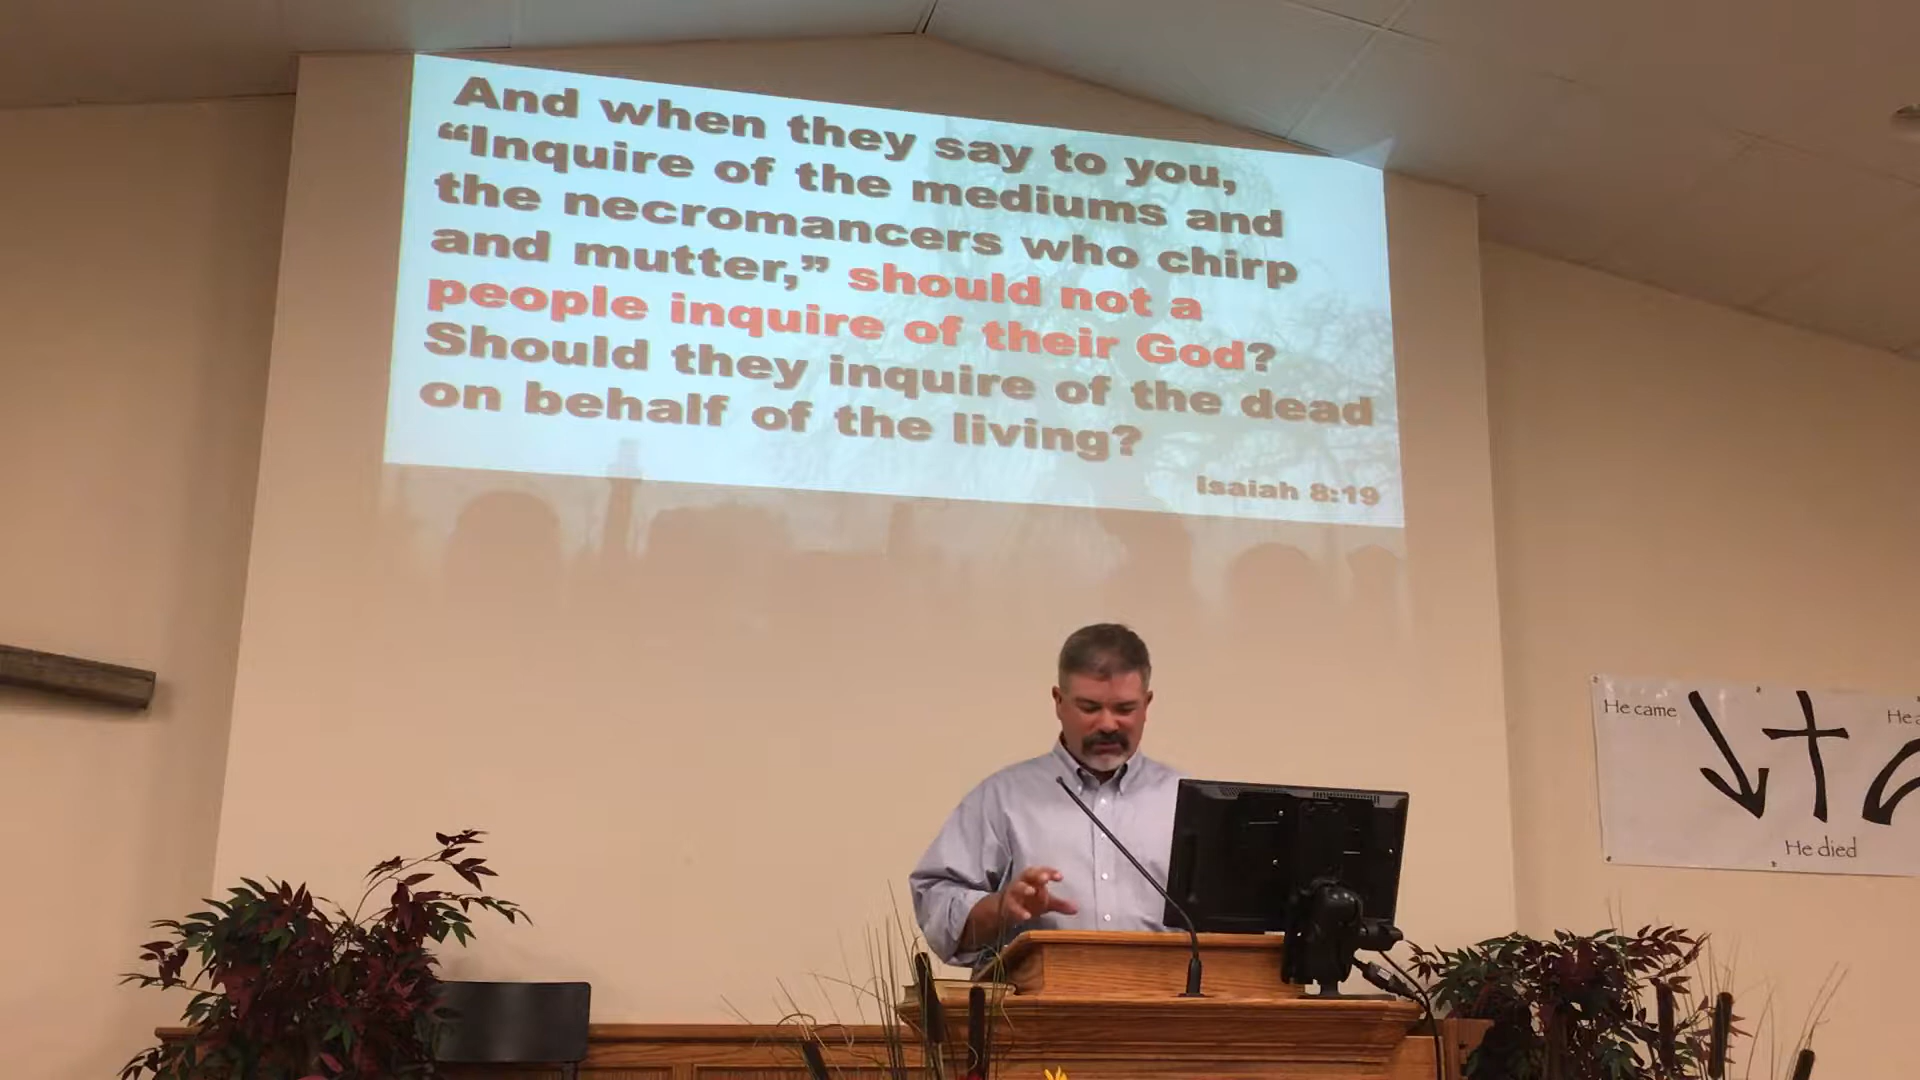 And when they say to you,
“Inquire of the mediums and
the necromancers who chirp
and mutter,” should not a
people inquire of their God?
Should they inquire of the dead
on behalf of the living?
Isaiah 8:19
He came
He died